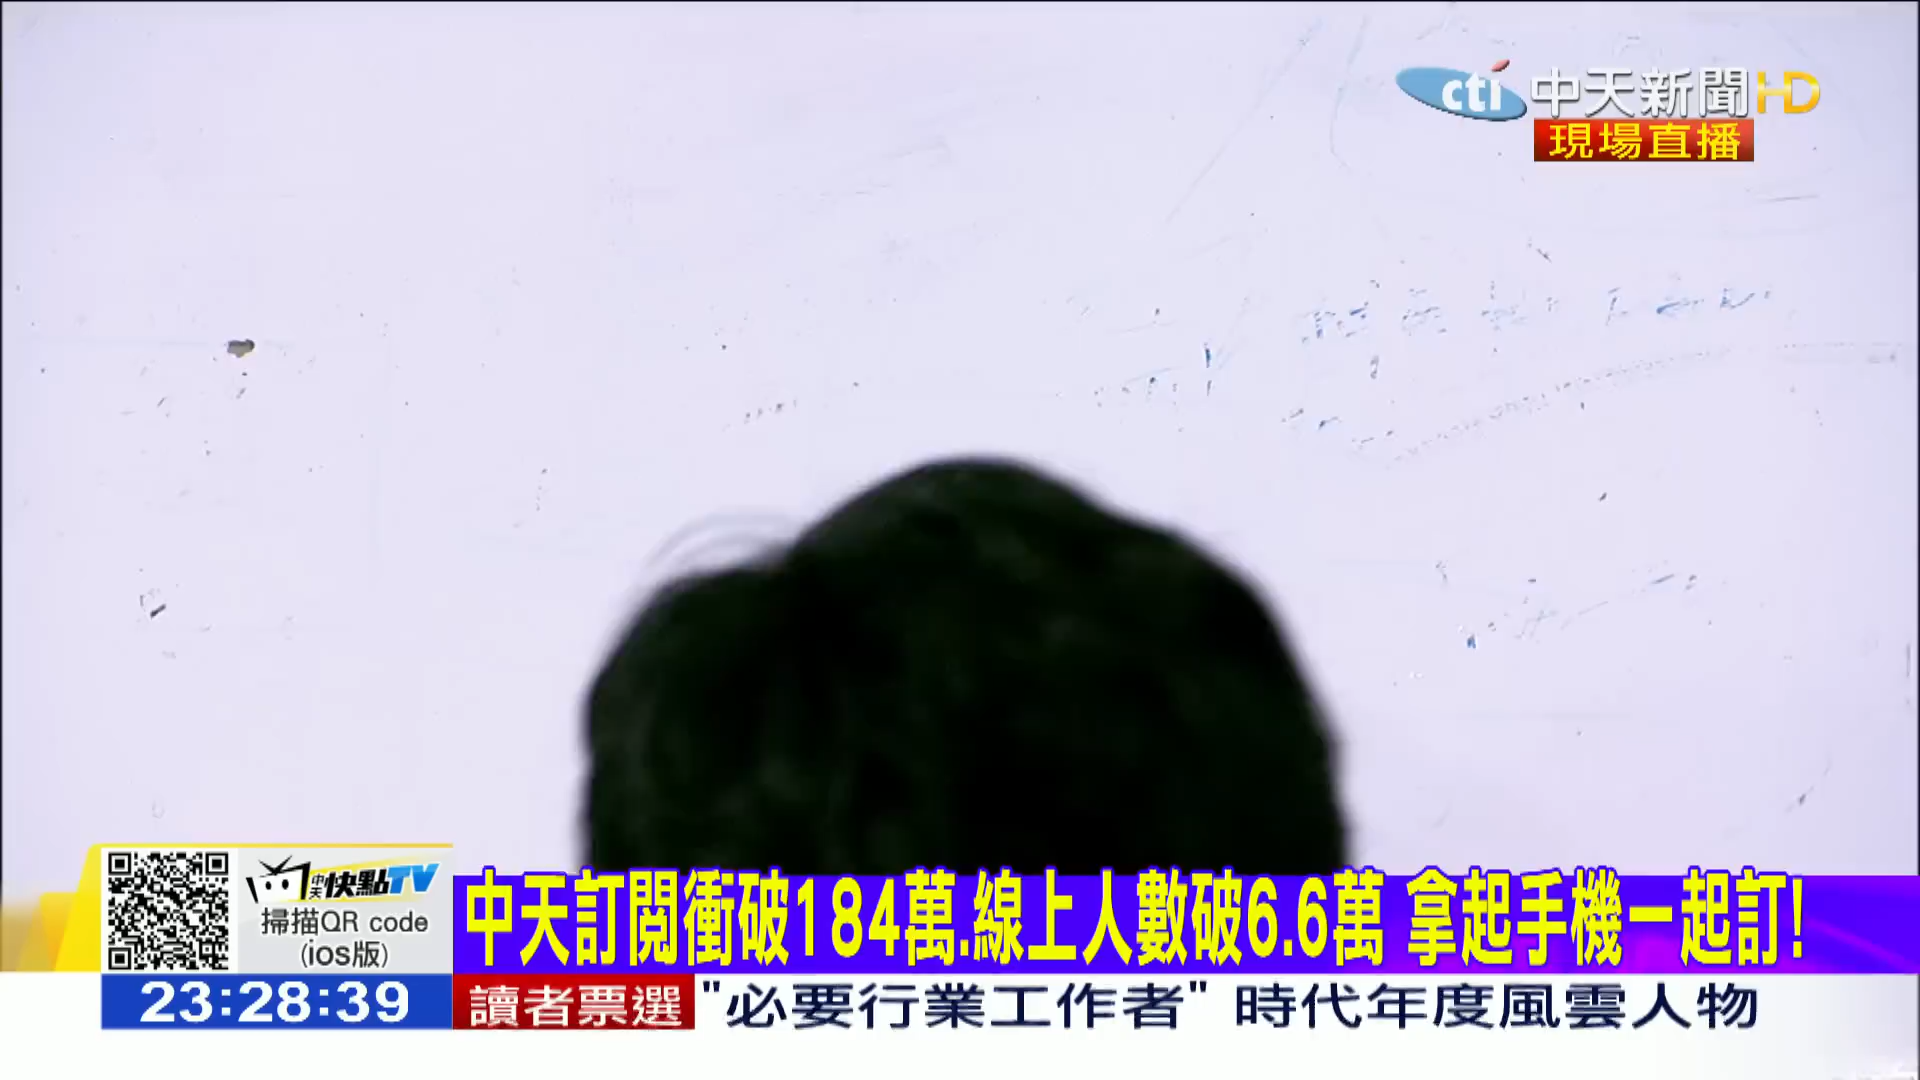 cti 中天新聞HD
現場直播
中天快點TV
掃描QR code
(ios版)
中天訂閱衝破184萬.線上人數破6.6萬 拿起手機一起訂!
23:28:39
讀者票選 "必要行業工作者" 時代年度風雲人物